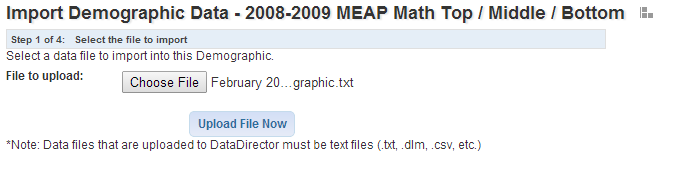 Import Demographic Data - 2008-2009 MEAP Math Top / Middle / Bottom
Step 1 of 4: Select the file to import
Select a data file to import into this Demographic.
File to upload: Choose File February 20...graphic.txt
Upload File Now
*Note: Data files that are uploaded to DataDirector must be text files (.txt, .dlm, .csv, etc.)